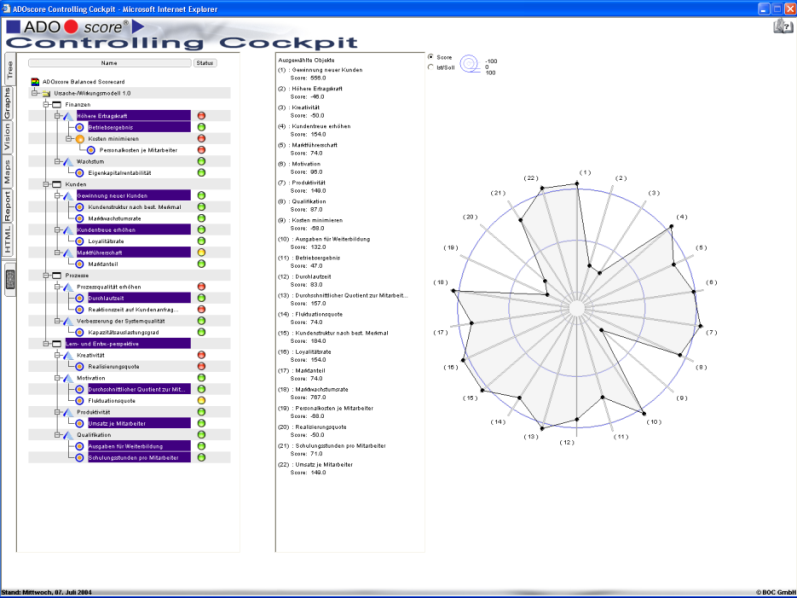 ADOscore Controlling Cockpit - Microsoft Internet Explorer
ADO score ®
Controlling Cockpit
Tree
Graphs
Vision
Maps
Report
HTML
Name Status
ADOscore Balanced Scorecard
Ursache-/Wirkungsmodell 1.0
Finanzen
Höhere Ertragskraft
Betriebsergebnis
Kosten minimieren
Personalkosten je Mitarbeiter
Wachstum
Eigenkapitalrentabilität
Kunden
Gewinnung neuer Kunden
Kundenstruktur nach best. Merkmal
Marktwachstumsrate
Kundentreue erhöhen
Loyalitätsrate
Marktführerschaft
Marktanteil
Prozesse
Prozessqualität erhöhen
Durchlaufzeit
Reaktionszeit auf Kundenanfrag...
Verbesserung der Systemqualität
Kapazitätsauslastungsgrad
Lern- und Entw.-perspektive
Kreativität
Realisierungsquote
Motivation
Durchschnittlicher Quotient zur Mit...
Fluktuationsquote
Produktivität
Umsatz je Mitarbeiter
Qualifikation
Ausgaben für Weiterbildung
Schulungsstunden pro Mitarbeiter
Ausgewählte Objekte
(1) : Gewinnung neuer Kunden
Score: 556.0
(2) : Höhere Ertragskraft
Score: -46.0
(3) : Kreativität
Score: -50.0
(4) : Kundentreue erhöhen
Score: 154.0
(5) : Marktführerschaft
Score: 74.0
(6) : Motivation
Score: 96.0
(7) : Produktivität
Score: 148.0
(8) : Qualifikation
Score: 87.0
(9) : Kosten minimieren
Score: -68.0
(10) : Ausgaben für Weiterbildung
Score: 132.0
(11) : Betriebsergebnis
Score: 47.0
(12) : Durchlaufzeit
Score: 83.0
(13) : Durchschnittlicher Quotient zur Mitarbeit...
Score: 157.0
(14) : Fluktuationsquote
Score: 74.0
(15) : Kundenstruktur nach best. Merkmal
Score: 184.0
(16) : Loyalitätsrate
Score: 154.0
(17) : Marktanteil
Score: 74.0
(18) : Marktwachstumsrate
Score: 767.0
(19) : Personalkosten je Mitarbeiter
Score: -68.0
(20) : Realisierungsquote
Score: -50.0
(21) : Schulungsstunden pro Mitarbeiter
Score: 71.0
(22) : Umsatz je Mitarbeiter
Score: 148.0
Score
Ist/Soll
-100
0
100
(1)
(2)
(3)
(4)
(5)
(6)
(7)
(8)
(9)
(10)
(11)
(12)
(13)
(14)
(15)
(16)
(17)
(18)
(19)
(20)
(21)
(22)
Stand: Mittwoch, 07. Juli 2004
© BOC GmbH